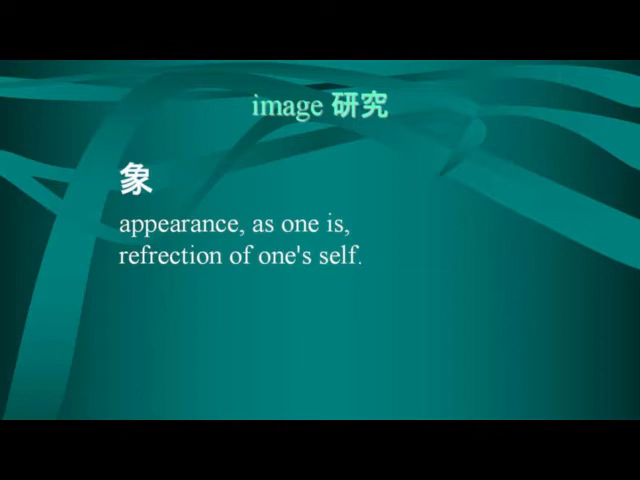 image 研究
象
appearance, as one is,
refrection of one's self.